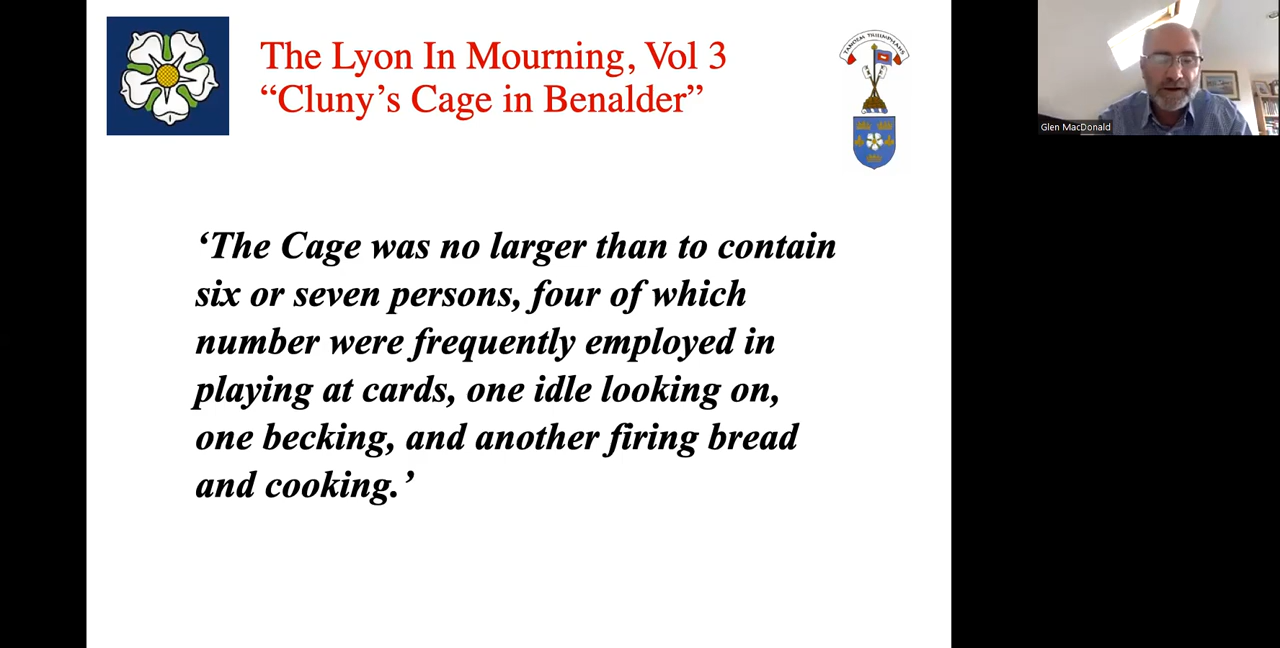 The Lyon In Mourning, Vol 3
“Cluny’s Cage in Benalder”
TANDEM TRIUMPHANS
Glen MacDonald
‘The Cage was no larger than to contain
six or seven persons, four of which
number were frequently employed in
playing at cards, one idle looking on,
one becking, and another firing bread
and cooking.’